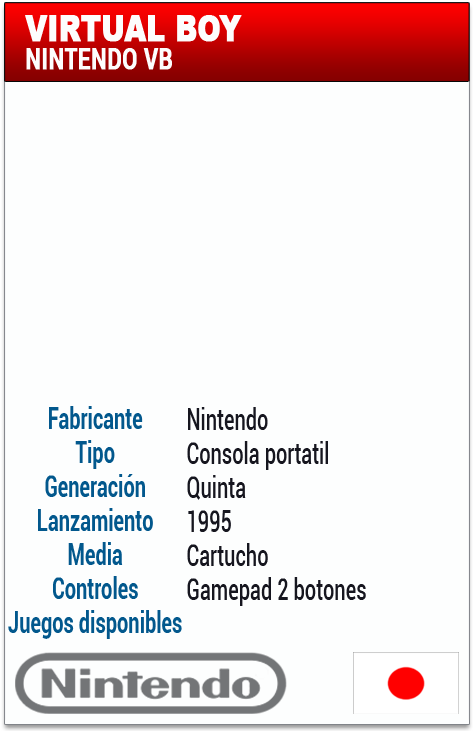 VIRTUAL BOY
NINTENDO VB
Fabricante Nintendo
Tipo Consola portatil
Generación Quinta
Lanzamiento 1995
Media Cartucho
Controles Gamepad 2 botones
Juegos disponibles
Nintendo